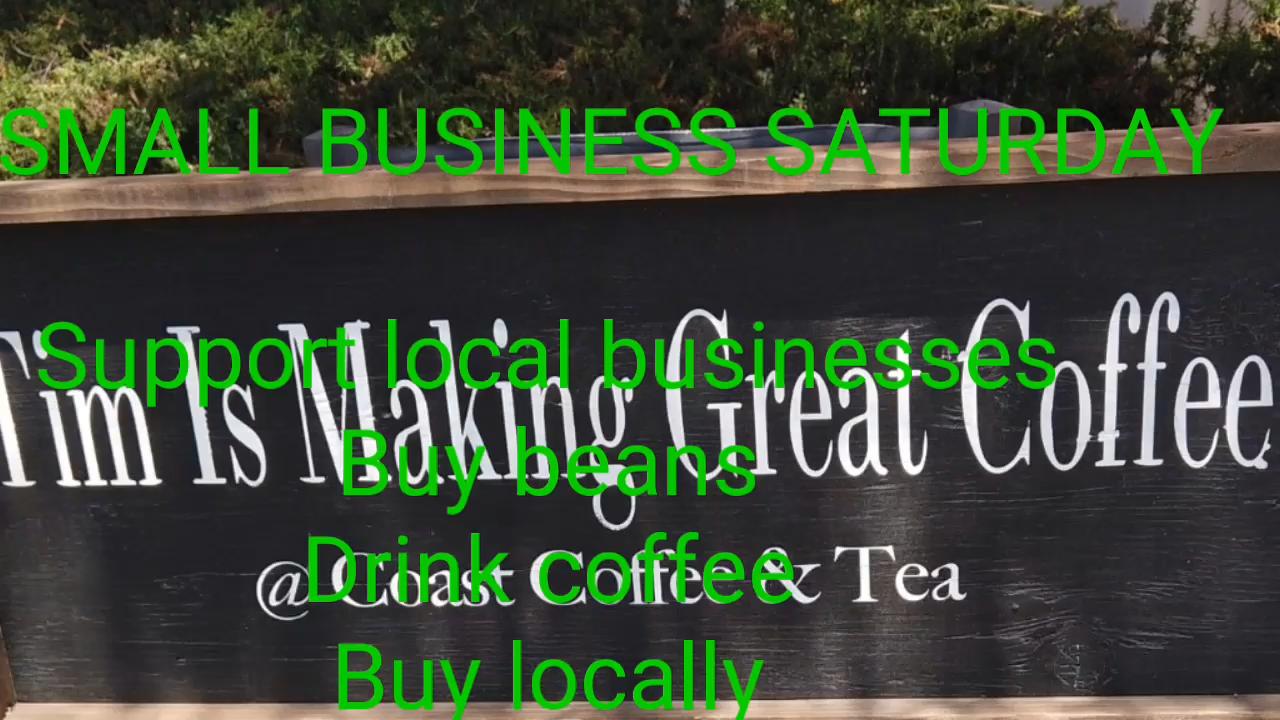 SMALL BUSINESS SATURDAY
Support local businesses
Tim Is Making Great Coffee
Buy beans
Drink coffee
@ Coast Coffee & Tea
Buy locally